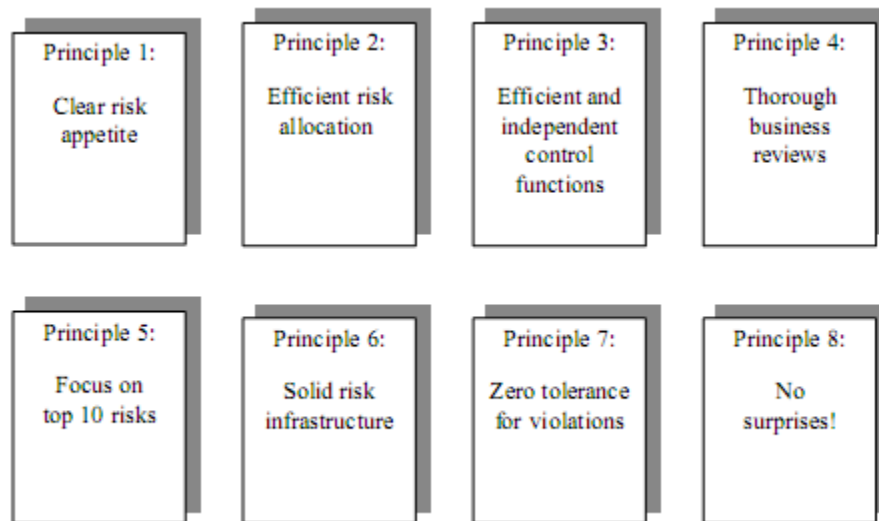 Principle 1:
Clear risk
appetite
Principle 2:
Efficient risk
allocation
Principle 3:
Efficient and
independent
control
functions
Principle 4:
Thorough
business
reviews
Principle 5:
Focus on
top 10 risks
Principle 6:
Solid risk
infrastructure
Principle 7:
Zero tolerance
for violations
Principle 8:
No
surprises!